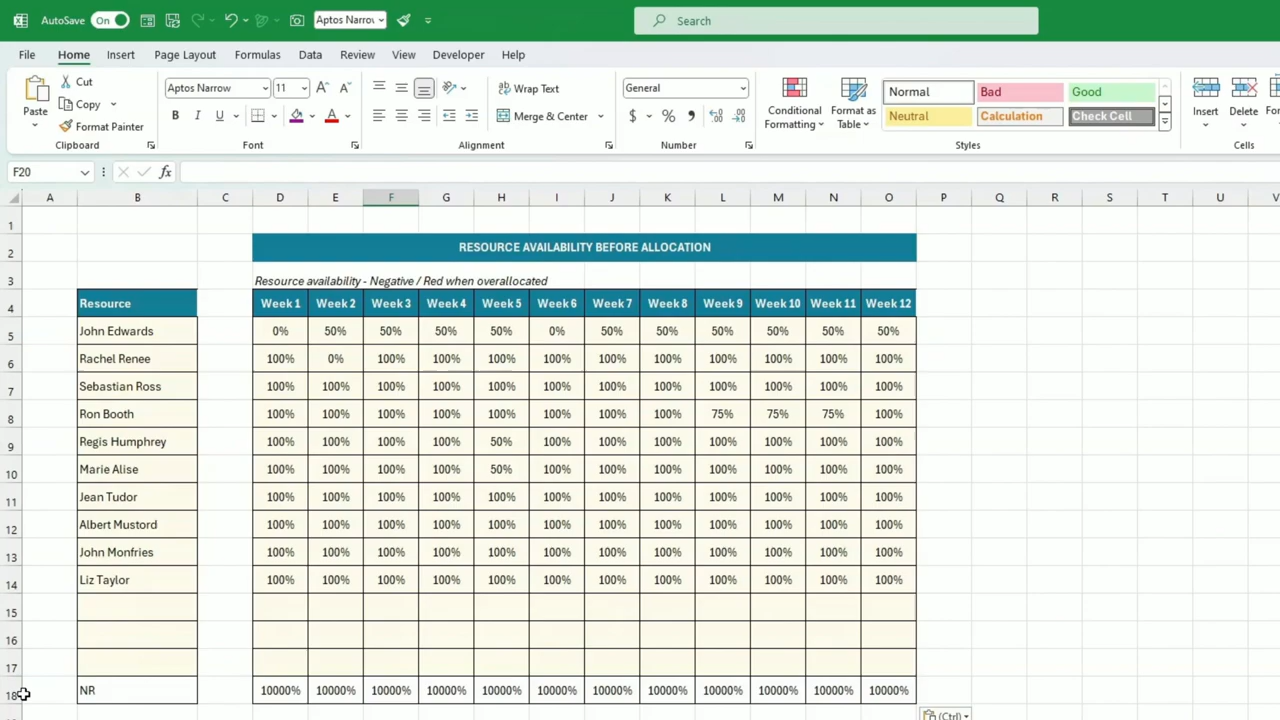 AutoSave On Aptos Narrov Search
File Home Insert Page Layout Formulas Data Review View Automate Developer Help
Paste Cut Copy Format Painter
Aptos Narrow 11
B I U A
Wrap Text
Merge & Center
General
$ %
Conditional Formatting
Format as Table
Normal Bad Good
Neutral Calculation Check Cell
Insert Delete
Clipboard Font Alignment Number Styles Cells
F20 fx
A B C D E F G H I J K L M N O P Q R S T U V
1
2 RESOURCE AVAILABILITY BEFORE ALLOCATION
3 Resource availability - Negative / Red when overallocated
4 Resource Week 1 Week 2 Week 3 Week 4 Week 5 Week 6 Week 7 Week 8 Week 9 Week 10 Week 11 Week 12
5 John Edwards 0% 50% 50% 50% 50% 0% 50% 50% 50% 50% 50% 50%
6 Rachel Renee 100% 0% 100% 100% 100% 100% 100% 100% 100% 100% 100% 100%
7 Sebastian Ross 100% 100% 100% 100% 100% 100% 100% 100% 100% 100% 100% 100%
8 Ron Booth 100% 100% 100% 100% 100% 100% 100% 100% 75% 75% 75% 100%
9 Regis Humphrey 100% 100% 100% 100% 50% 100% 100% 100% 100% 100% 100% 100%
10 Marie Alise 100% 100% 100% 100% 50% 100% 100% 100% 100% 100% 100% 100%
11 Jean Tudor 100% 100% 100% 100% 100% 100% 100% 100% 100% 100% 100% 100%
12 Albert Mustord 100% 100% 100% 100% 100% 100% 100% 100% 100% 100% 100% 100%
13 John Monfries 100% 100% 100% 100% 100% 100% 100% 100% 100% 100% 100% 100%
14 Liz Taylor 100% 100% 100% 100% 100% 100% 100% 100% 100% 100% 100% 100%
15
16
17
18 NR 10000% 10000% 10000% 10000% 10000% 10000% 10000% 10000% 10000% 10000% 10000% 10000%
(Ctrl)